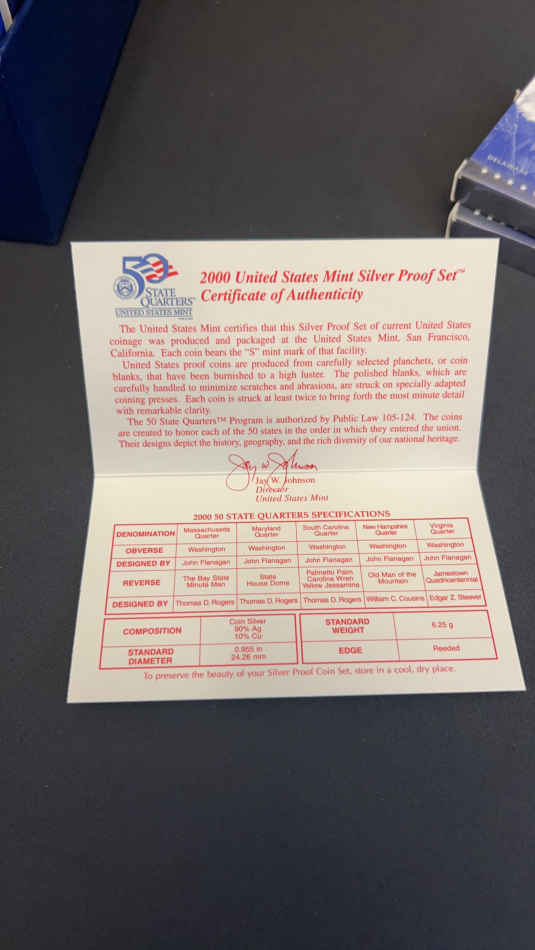 DELAWARE
50
STATE
QUARTERS™
UNITED STATES MINT
2000 United States Mint Silver Proof Set™
Certificate of Authenticity
The United States Mint certifies that this Silver Proof Set of current United States
coinage was produced and packaged at the United States Mint, San Francisco,
California. Each coin bears the "S" mint mark of that facility.
United States proof coins are produced from carefully selected planchets, or coin
blanks, that have been burnished to a high luster. The polished blanks, which are
carefully handled to minimize scratches and abrasions, are struck on specially adapted
coining presses. Each coin is struck at least twice to bring forth the most minute detail
with remarkable clarity.
The 50 State Quarters™ Program is authorized by Public Law 105-124. The coins
are created to honor each of the 50 states in the order in which they entered the union.
Their designs depict the history, geography, and the rich diversity of our national heritage.
Jay W. Johnson
Jay W. Johnson
Director
United States Mint
2000 50 STATE QUARTERS SPECIFICATIONS
DENOMINATION Massachusetts Quarter Maryland Quarter South Carolina Quarter New Hampshire Quarter Virginia Quarter
OBVERSE Washington Washington Washington Washington Washington
DESIGNED BY John Flanagan John Flanagan John Flanagan John Flanagan John Flanagan
REVERSE The Bay State Minute Man State House Dome Palmetto Palm Carolina Wren Yellow Jessamine Old Man of the Mountain Jamestown Quadricentennial
DESIGNED BY Thomas D. Rogers Thomas D. Rogers Thomas D. Rogers William C. Cousins Edgar Z. Steever
COMPOSITION Coin Silver 90% Ag 10% Cu STANDARD WEIGHT 6.25 g
STANDARD DIAMETER 0.955 in 24.26 mm EDGE Reeded
To preserve the beauty of your Silver Proof Coin Set, store in a cool, dry place.